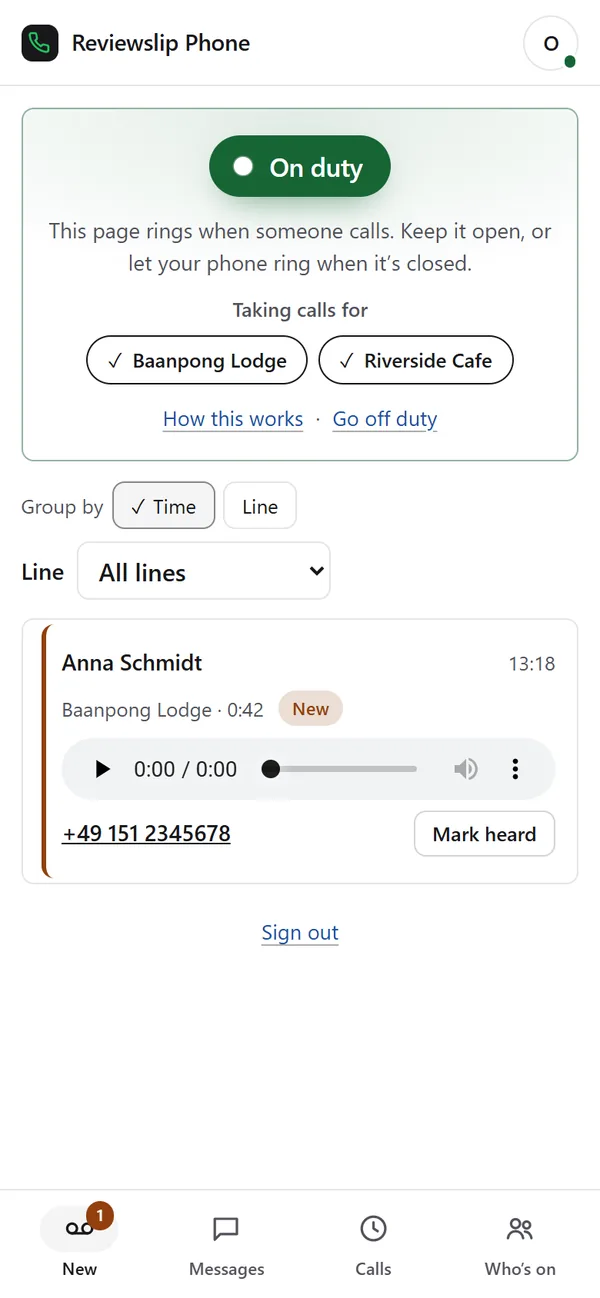 Reviewslip Phone
O
On duty
This page rings when someone calls. Keep it open, or
let your phone ring when it’s closed.
Taking calls for
✓ Baanpong Lodge ✓ Riverside Cafe
How this works · Go off duty
Group by ✓ Time Line
Line All lines
Anna Schmidt 13:18
Baanpong Lodge · 0:42 New
0:00 / 0:00
+49 151 2345678 Mark heard
Sign out
1
New Messages Calls Who’s on